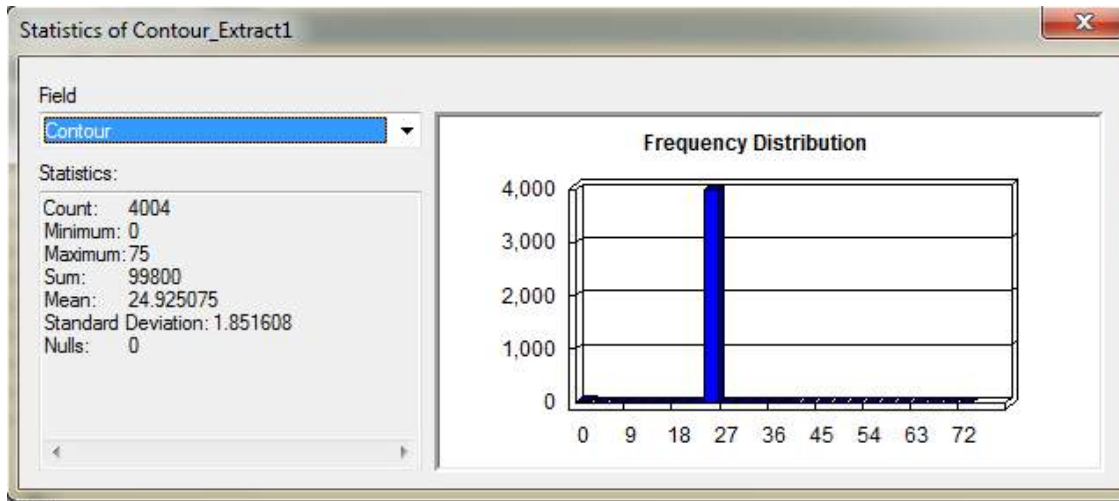 Statistics of Contour_Extract1
Field
Contour
Statistics:
Count: 4004
Minimum: 0
Maximum: 75
Sum: 99800
Mean: 24.925075
Standard Deviation: 1.851608
Nulls: 0
Frequency Distribution
4,000
3,000
2,000
1,000
0
0 9 18 27 36 45 54 63 72